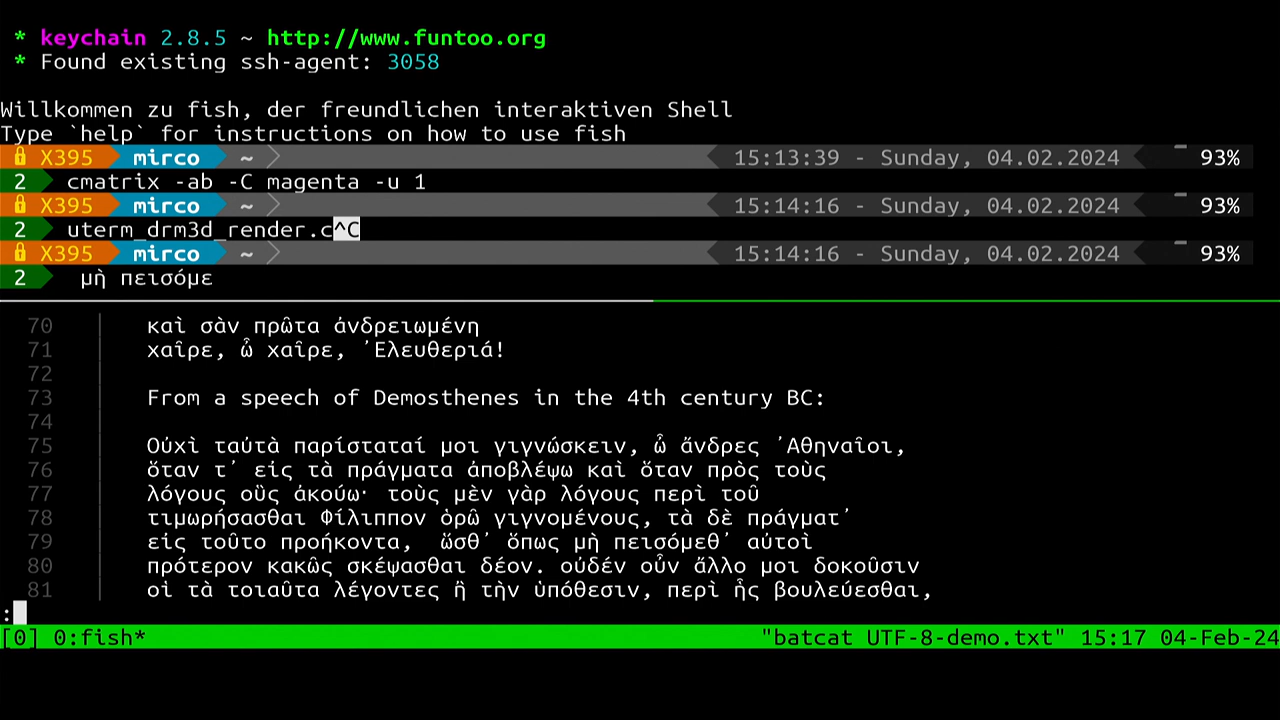 * keychain 2.8.5 ~ http://www.funtoo.org
* Found existing ssh-agent: 3058
Willkommen zu fish, der freundlichen interaktiven Shell
Type `help` for instructions on how to use fish
X395 mirco ~ 15:13:39 - Sunday, 04.02.2024 93%
2 cmatrix -ab -C magenta -u 1
X395 mirco ~ 15:14:16 - Sunday, 04.02.2024 93%
2 uterm_drm3d_render.c^C
X395 mirco ~ 15:14:16 - Sunday, 04.02.2024 93%
2 μὴ πεισόμε
70 καὶ σὰν πρῶτα ἀνδρειωμένη
71 χαῖρε, ὦ χαῖρε, ᾿Ελευθεριά!
72
73 From a speech of Demosthenes in the 4th century BC:
74
75 Οὐχὶ ταὐτὰ παρίσταταί μοι γιγνώσκειν, ὦ ἄνδρες ᾿Αθηναῖοι,
76 ὅταν τ᾿ εἰς τὰ πράγματα ἀποβλέψω καὶ ὅταν πρὸς τοὺς
77 λόγους οὓς ἀκούω· τοὺς μὲν γὰρ λόγους περὶ τοῦ
78 τιμωρήσασθαι Φίλιππον ὁρῶ γιγνομένους, τὰ δὲ πράγματ᾿
79 εἰς τοῦτο προήκοντα, ὥσθ᾿ ὅπως μὴ πεισόμεθ᾿ αὐτοὶ
80 πρότερον κακῶς σκέψασθαι δέον. οὐδέν οὖν ἄλλο μοι δοκοῦσιν
81 οἱ τὰ τοιαῦτα λέγοντες ἢ τὴν ὑπόθεσιν, περὶ ἧς βουλεύεσθαι,
:
[0] 0:fish* "batcat UTF-8-demo.txt" 15:17 04-Feb-24